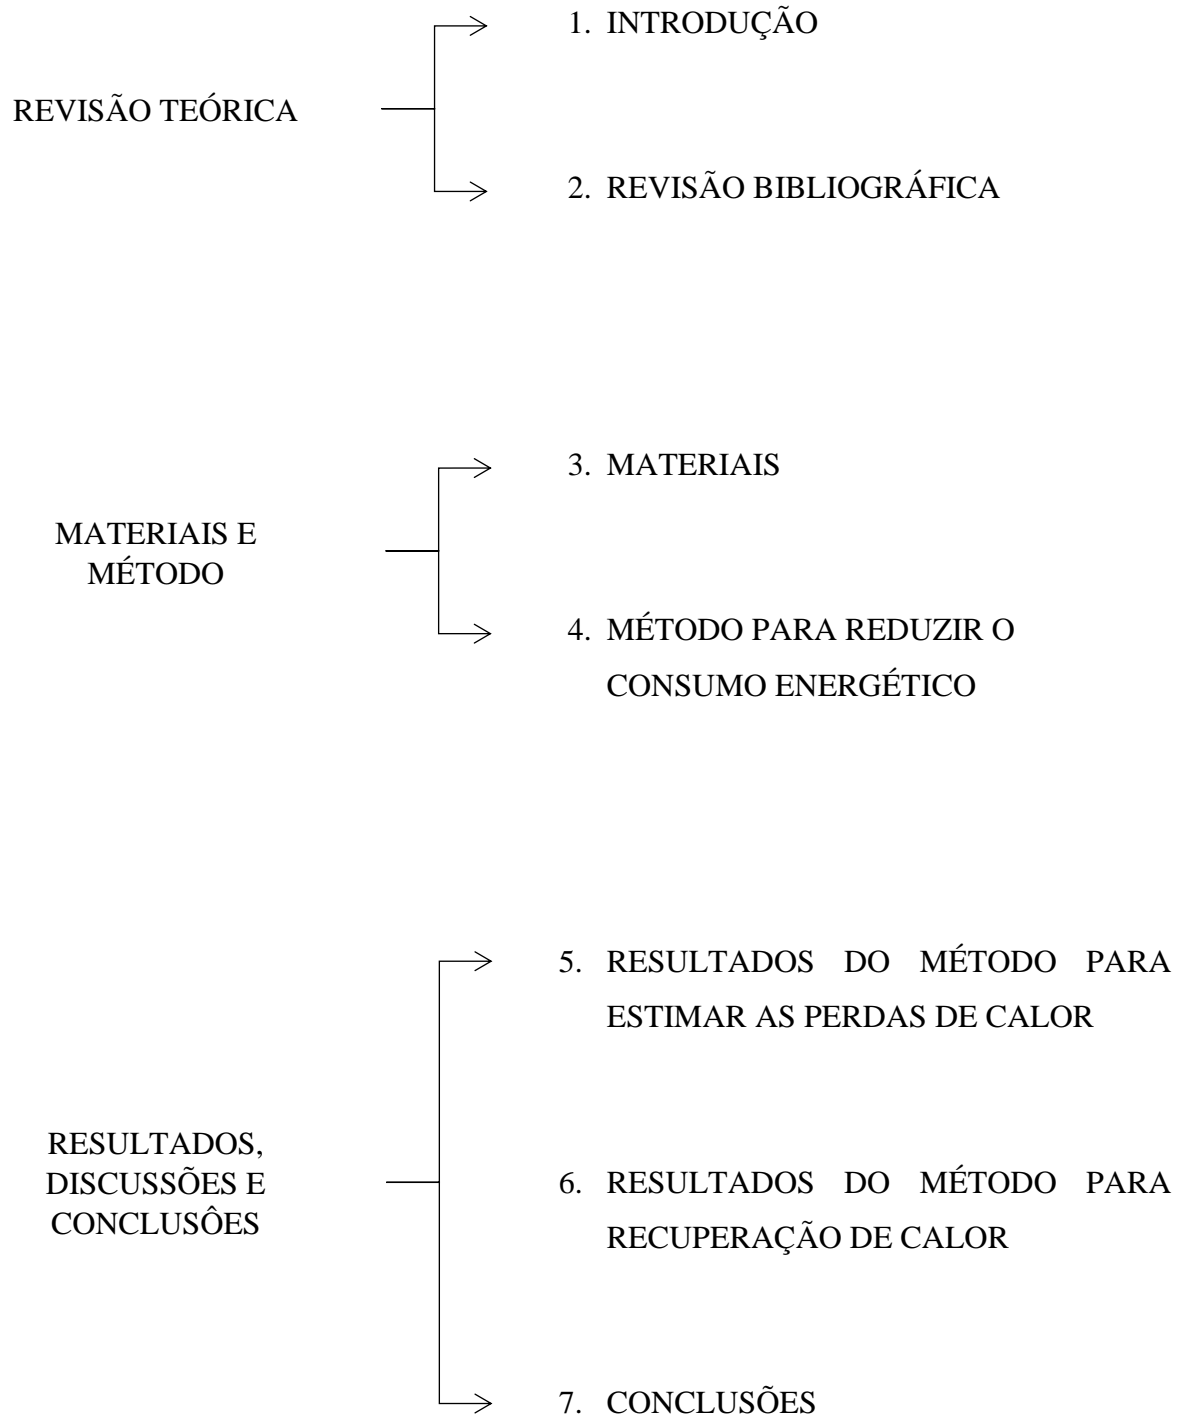 REVISÃO TEÓRICA
1. INTRODUÇÃO
2. REVISÃO BIBLIOGRÁFICA
MATERIAIS E
MÉTODO
3. MATERIAIS
4. MÉTODO PARA REDUZIR O
CONSUMO ENERGÉTICO
RESULTADOS,
DISCUSSÕES E
CONCLUSÔES
5. RESULTADOS DO MÉTODO PARA
ESTIMAR AS PERDAS DE CALOR
6. RESULTADOS DO MÉTODO PARA
RECUPERAÇÃO DE CALOR
7. CONCLUSÕES